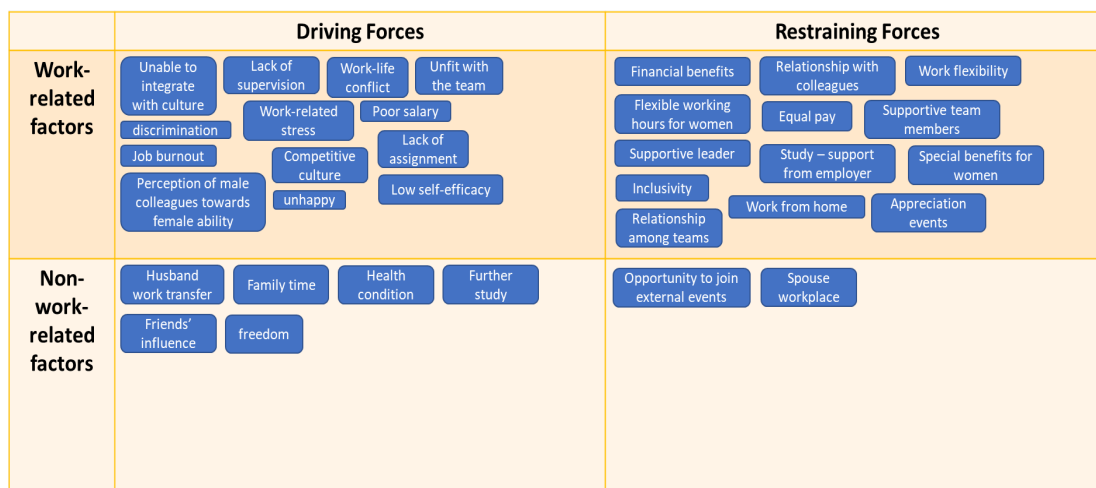 Driving Forces
Restraining Forces
Work-
related
factors
Unable to
integrate
with culture
Lack of
supervision
Work-life
conflict
Unfit with
the team
discrimination
Work-related
stress
Poor salary
Job burnout
Competitive
culture
Lack of
assignment
Perception of male
colleagues towards
female ability
unhappy
Low self-efficacy
Financial benefits
Relationship with
colleagues
Work flexibility
Flexible working
hours for women
Equal pay
Supportive team
members
Supportive leader
Study – support
from employer
Special benefits for
women
Inclusivity
Work from home
Appreciation
events
Relationship
among teams
Non-
work-
related
factors
Husband
work transfer
Family time
Health
condition
Further
study
Friends’
influence
freedom
Opportunity to join
external events
Spouse
workplace